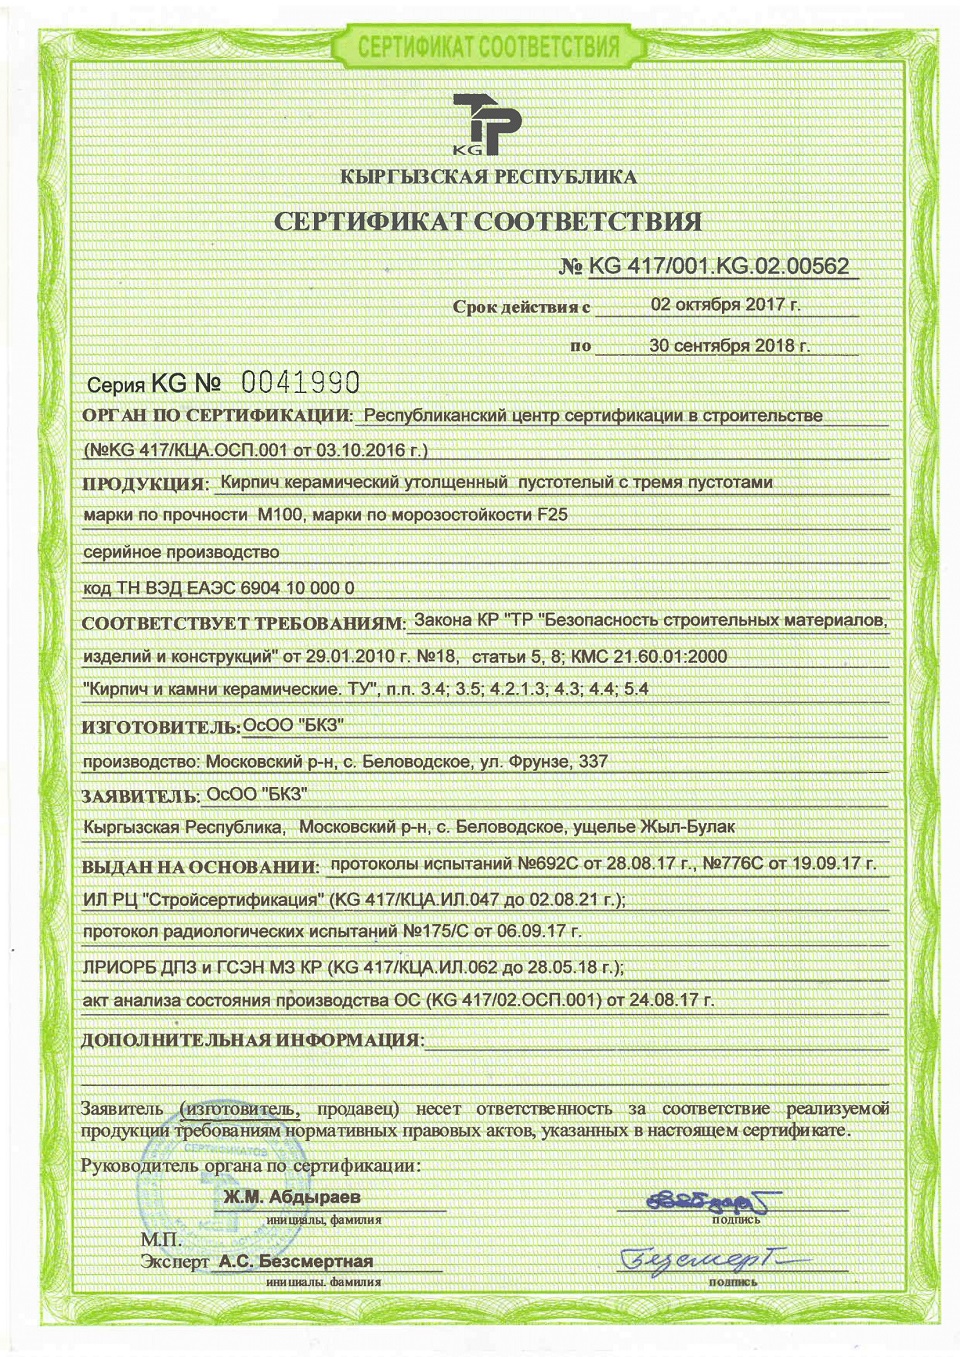 СЕРТИФИКАТ СООТВЕТСТВИЯ
TP
KG
КЫРГЫЗСКАЯ РЕСПУБЛИКА
СЕРТИФИКАТ СООТВЕТСТВИЯ
№ KG 417/001.KG.02.00562
Срок действия с 02 октября 2017 г.
по 30 сентября 2018 г.
Серия KG № 0041990
ОРГАН ПО СЕРТИФИКАЦИИ: Республиканский центр сертификации в строительстве
(№KG 417/КЦА.ОСП.001 от 03.10.2016 г.)
ПРОДУКЦИЯ: Кирпич керамический утолщенный пустотелый с тремя пустотами
марки по прочности М100, марки по морозостойкости F25
серийное производство
код ТН ВЭД ЕАЭС 6904 10 000 0
СООТВЕТСТВУЕТ ТРЕБОВАНИЯМ: Закона КР "ТР "Безопасность строительных материалов,
изделий и конструкций" от 29.01.2010 г. №18, статьи 5, 8; КМС 21.60.01:2000
"Кирпич и камни керамические. ТУ", п.п. 3.4; 3.5; 4.2.1.3; 4.3; 4.4; 5.4
ИЗГОТОВИТЕЛЬ: ОсОО "БКЗ"
производство: Московский р-н, с. Беловодское, ул. Фрунзе, 337
ЗАЯВИТЕЛЬ: ОсОО "БКЗ"
Кыргызская Республика, Московский р-н, с. Беловодское, ущелье Жыл-Булак
ВЫДАН НА ОСНОВАНИИ: протоколы испытаний №692С от 28.08.17 г., №776С от 19.09.17 г.
ИЛ РЦ "Стройсертификация" (KG 417/КЦА.ИЛ.047 до 02.08.21 г.);
протокол радиологических испытаний №175/С от 06.09.17 г.
ЛРИОРБ ДПЗ и ГСЭН МЗ КР (KG 417/КЦА.ИЛ.062 до 28.05.18 г.);
акт анализа состояния производства ОС (KG 417/02.ОСП.001) от 24.08.17 г.
ДОПОЛНИТЕЛЬНАЯ ИНФОРМАЦИЯ:
Заявитель (изготовитель, продавец) несет ответственность за соответствие реализуемой
продукции требованиям нормативных правовых актов, указанных в настоящем сертификате.
Руководитель органа по сертификации:
Ж.М. Абдыраев
инициалы, фамилия
подпись
М.П.
Эксперт А.С. Безсмертная
инициалы. фамилия
Безсмерт
подпись
СЕРТИФИКАТОВ
TP
KG